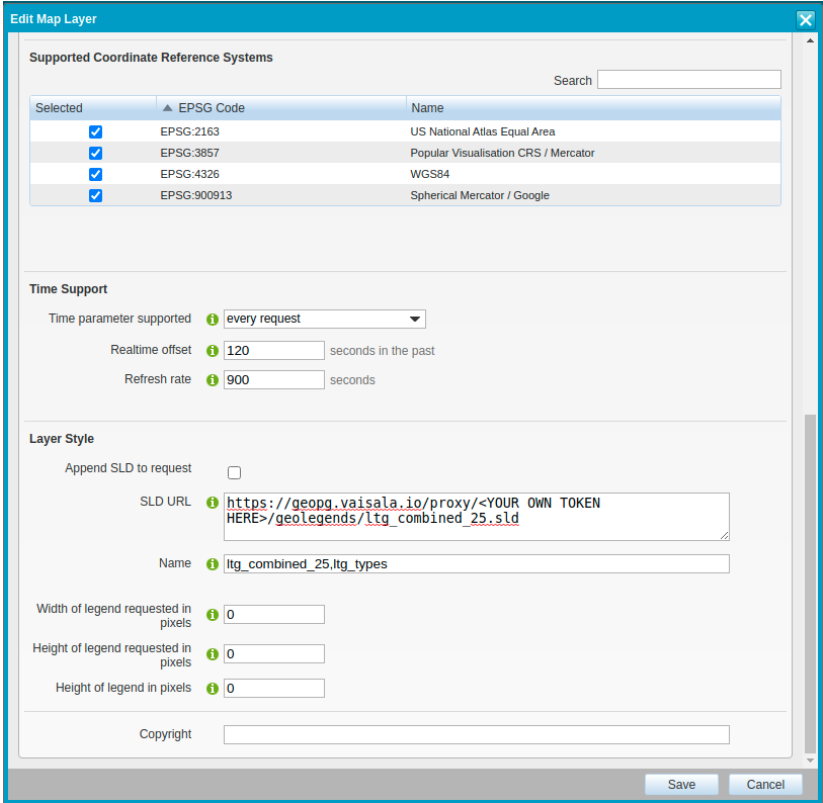 Edit Map Layer
Supported Coordinate Reference Systems
Search
Selected EPSG Code Name
EPSG:2163 US National Atlas Equal Area
EPSG:3857 Popular Visualisation CRS / Mercator
EPSG:4326 WGS84
EPSG:900913 Spherical Mercator / Google
Time Support
Time parameter supported every request
Realtime offset 120 seconds in the past
Refresh rate 900 seconds
Layer Style
Append SLD to request
SLD URL https://geopg.vaisala.io/proxy/<YOUR OWN TOKEN
HERE>/geolegends/ltg_combined_25.sld
Name ltg_combined_25,ltg_types
Width of legend requested in
pixels 0
Height of legend requested in
pixels 0
Height of legend in pixels 0
Copyright
Save Cancel